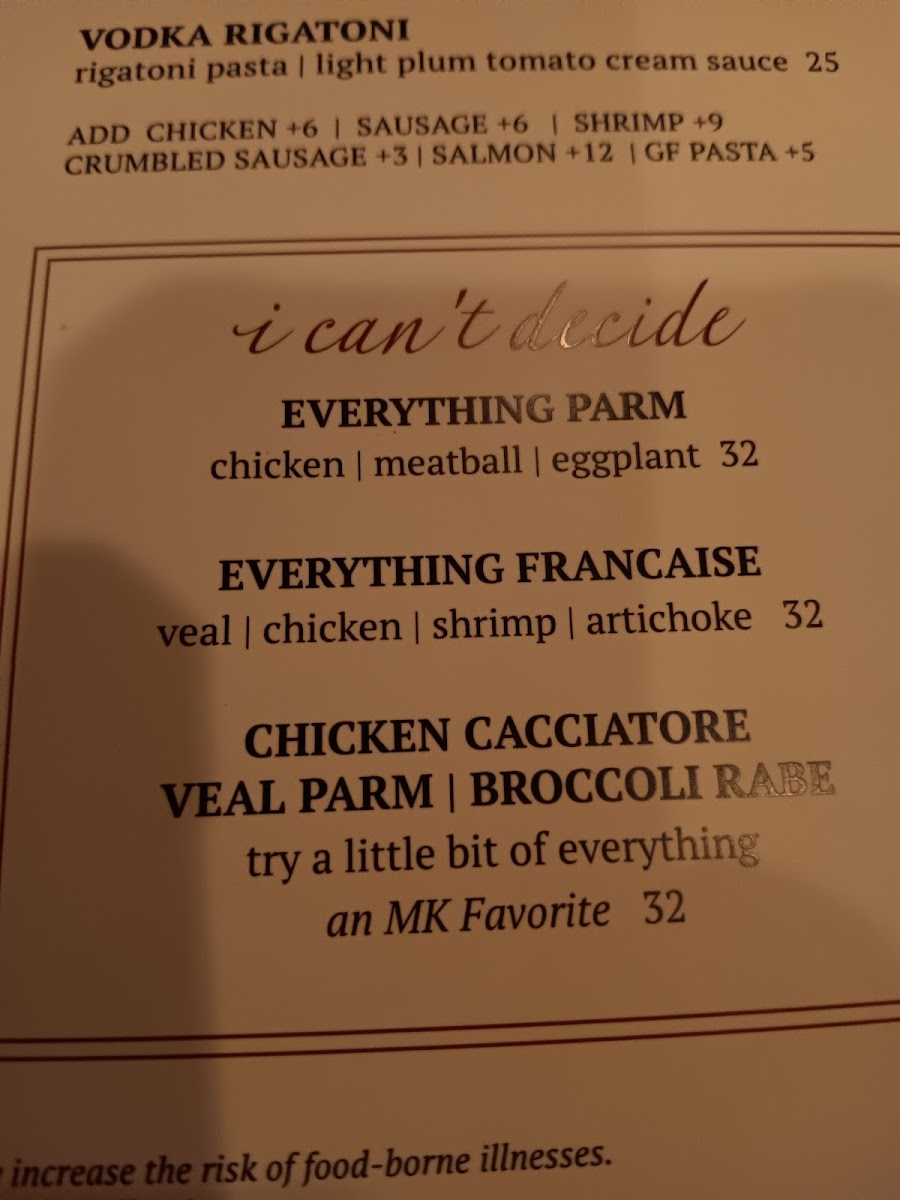 VODKA RIGATONI
rigatoni pasta | light plum tomato cream sauce 25
ADD CHICKEN +6 | SAUSAGE +6 | SHRIMP +9
CRUMBLED SAUSAGE +3 | SALMON +12 | GF PASTA +5
i can't decide
EVERYTHING PARM
chicken | meatball | eggplant 32
EVERYTHING FRANCAISE
veal | chicken | shrimp | artichoke 32
CHICKEN CACCIATORE
VEAL PARM | BROCCOLI RABE
try a little bit of everything
an MK Favorite 32
increase the risk of food-borne illnesses.